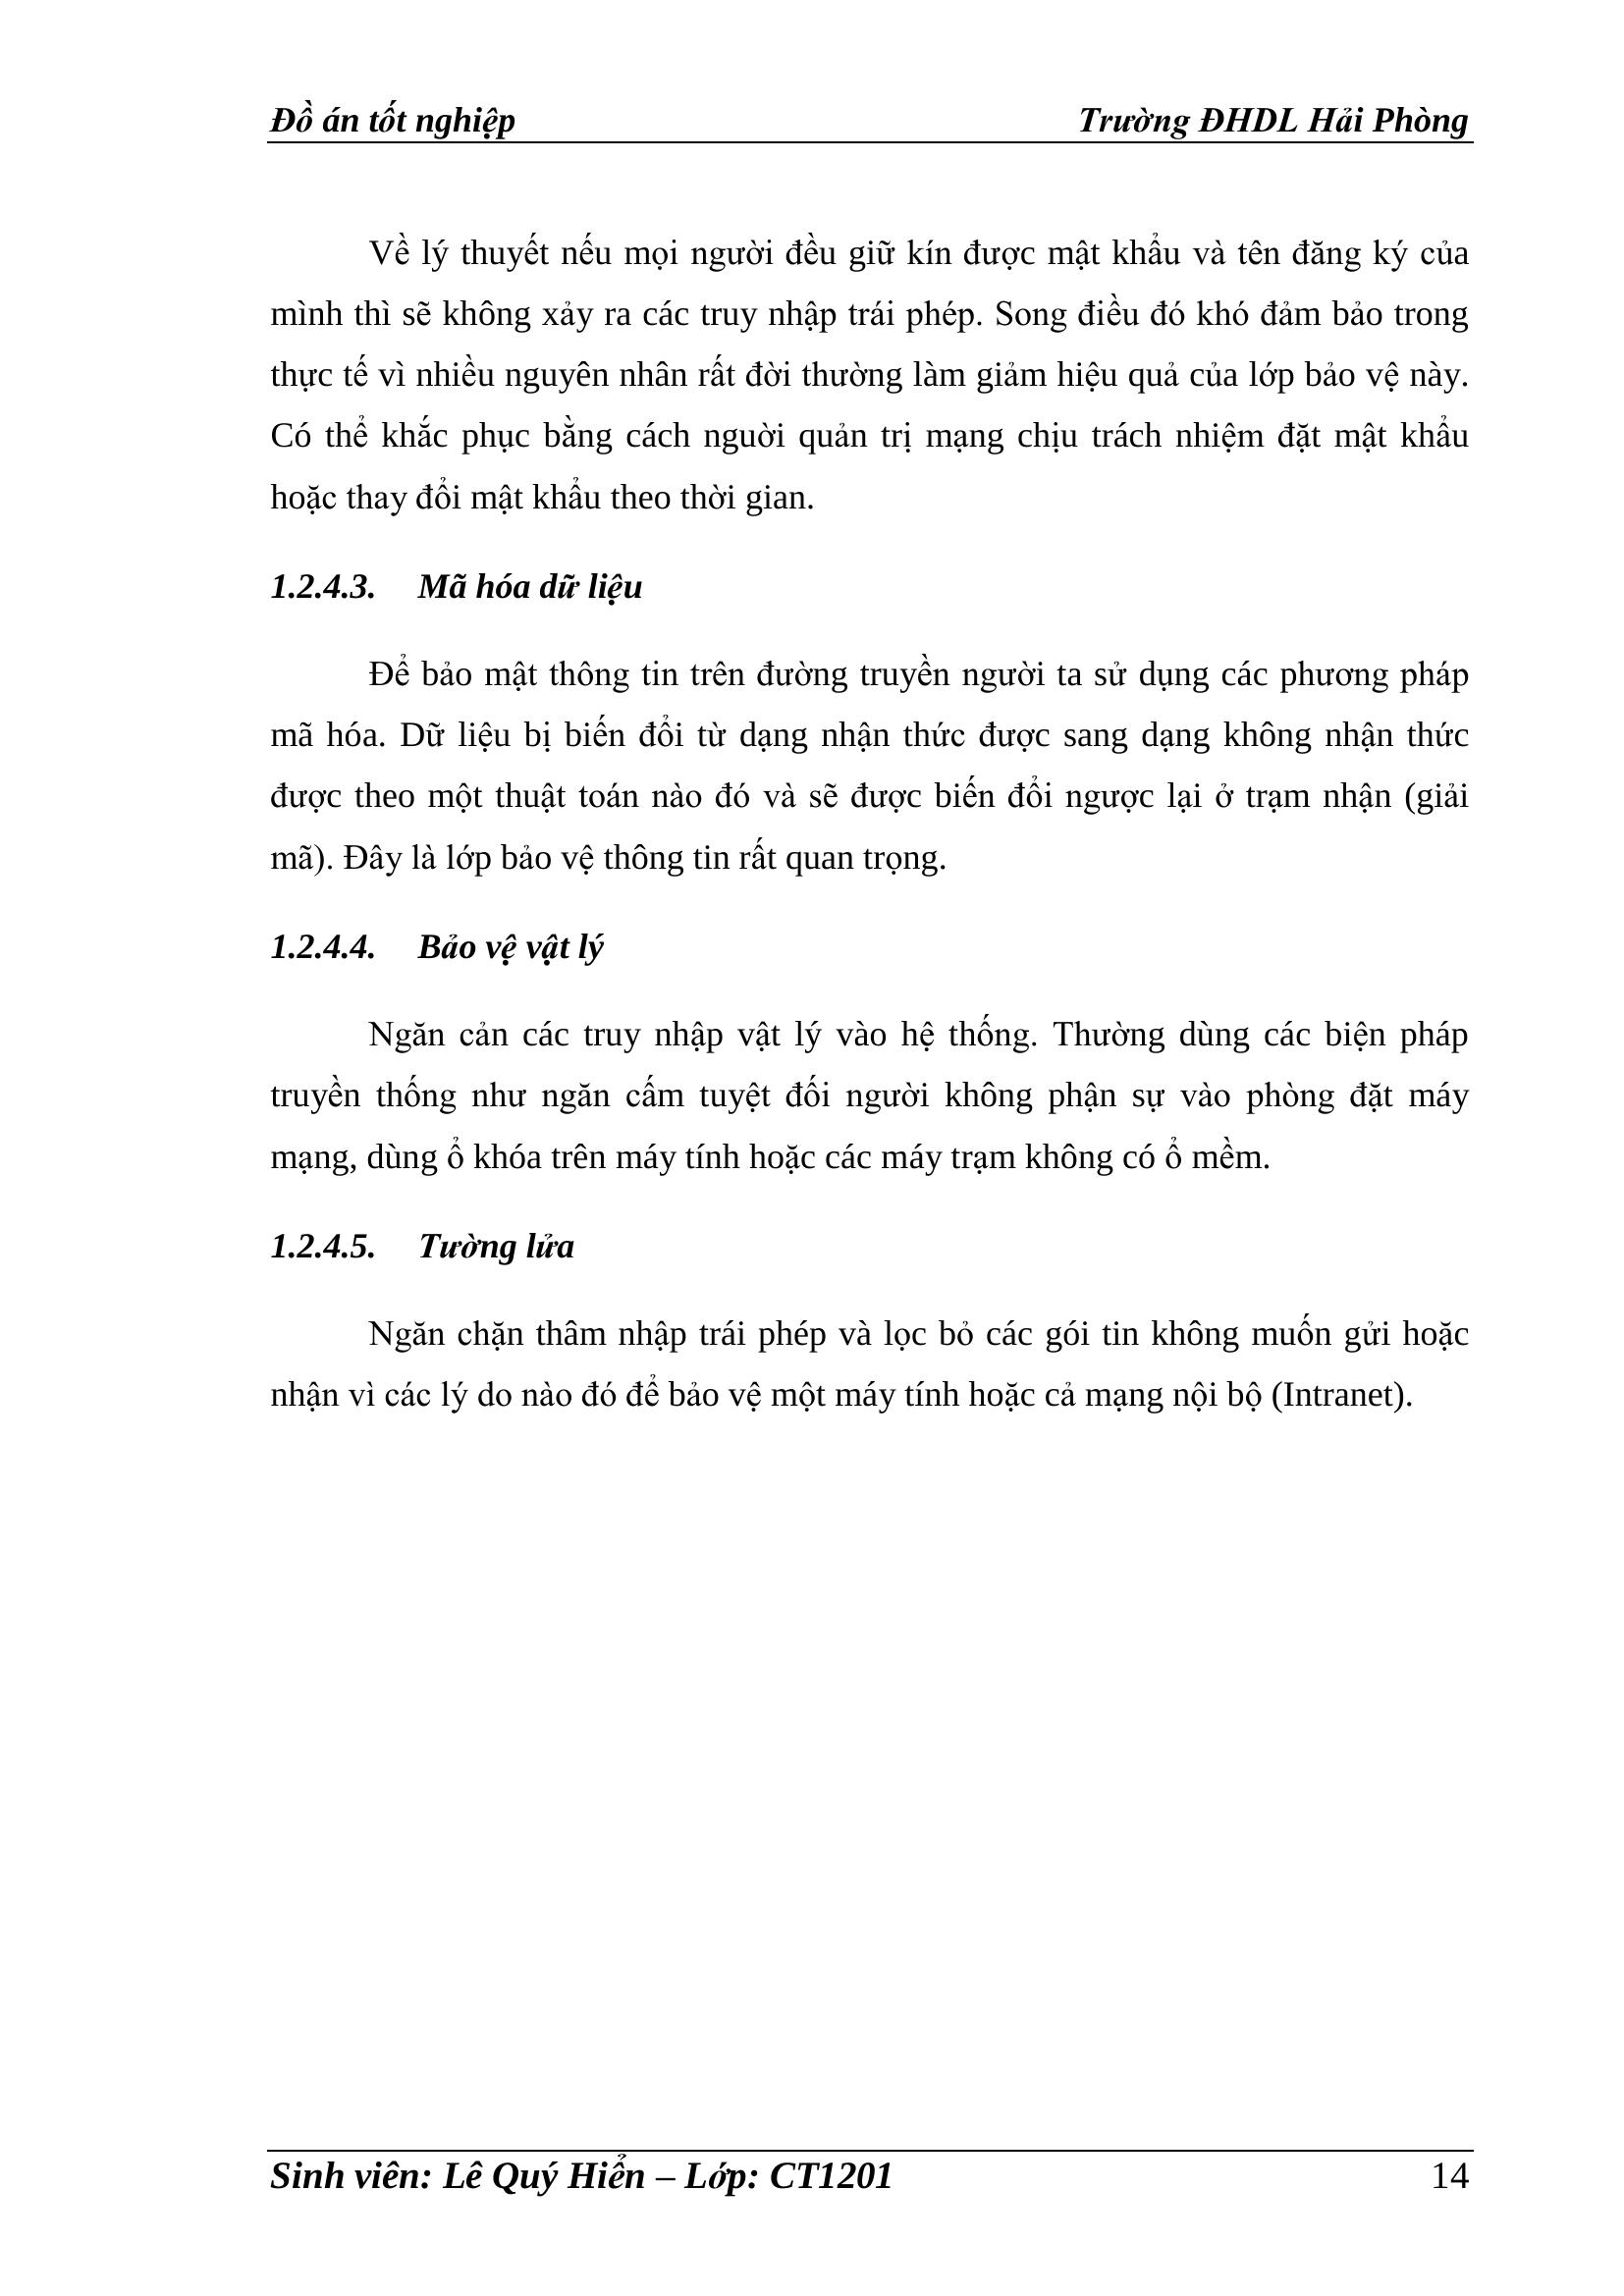 Đồ án tốt nghiệp Trường ĐHDL Hải Phòng
Về lý thuyết nếu mọi người đều giữ kín được mật khẩu và tên đăng ký của
mình thì sẽ không xảy ra các truy nhập trái phép. Song điều đó khó đảm bảo trong
thực tế vì nhiều nguyên nhân rất đời thường làm giảm hiệu quả của lớp bảo vệ này.
Có thể khắc phục bằng cách nguời quản trị mạng chịu trách nhiệm đặt mật khẩu
hoặc thay đổi mật khẩu theo thời gian.
1.2.4.3. Mã hóa dữ liệu
Để bảo mật thông tin trên đường truyền người ta sử dụng các phương pháp
mã hóa. Dữ liệu bị biến đổi từ dạng nhận thức được sang dạng không nhận thức
được theo một thuật toán nào đó và sẽ được biến đổi ngược lại ở trạm nhận (giải
mã). Đây là lớp bảo vệ thông tin rất quan trọng.
1.2.4.4. Bảo vệ vật lý
Ngăn cản các truy nhập vật lý vào hệ thống. Thường dùng các biện pháp
truyền thống như ngăn cấm tuyệt đối người không phận sự vào phòng đặt máy
mạng, dùng ổ khóa trên máy tính hoặc các máy trạm không có ổ mềm.
1.2.4.5. Tường lửa
Ngăn chặn thâm nhập trái phép và lọc bỏ các gói tin không muốn gửi hoặc
nhận vì các lý do nào đó để bảo vệ một máy tính hoặc cả mạng nội bộ (Intranet).
Sinh viên: Lê Quý Hiển – Lớp: CT1201 14